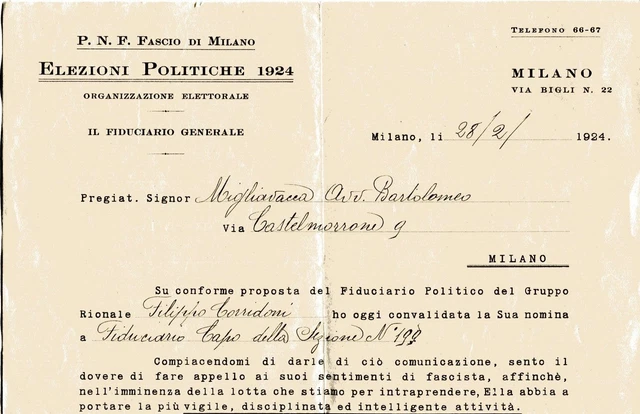 P. N. F. FASCIO DI MILANO
TELEFONO 66-67
ELEZIONI POLITICHE 1924
MILANO
ORGANIZZAZIONE ELETTORALE
VIA BIGLI N. 22
IL FIDUCIARIO GENERALE
Milano, li 28/2/ 1924.
Pregiat. Signor Migliavacca Avv. Bartolomeo
Via Castelmorrone 9
MILANO
Su conforme proposta del Fiduciario Politico del Gruppo
Rionale Filippo Corridoni ho oggi convalidata la Sua nomina
a Fiduciario Capo della Sezione N°
Compiacendomi di darle di ciò comunicazione, sento il
dovere di fare appello ai suoi sentimenti di fascista, affinchè,
nell'imminenza della lotta che stiamo per intraprendere, Ella abbia a
portare la più vigile, disciplinata ed intelligente attività.